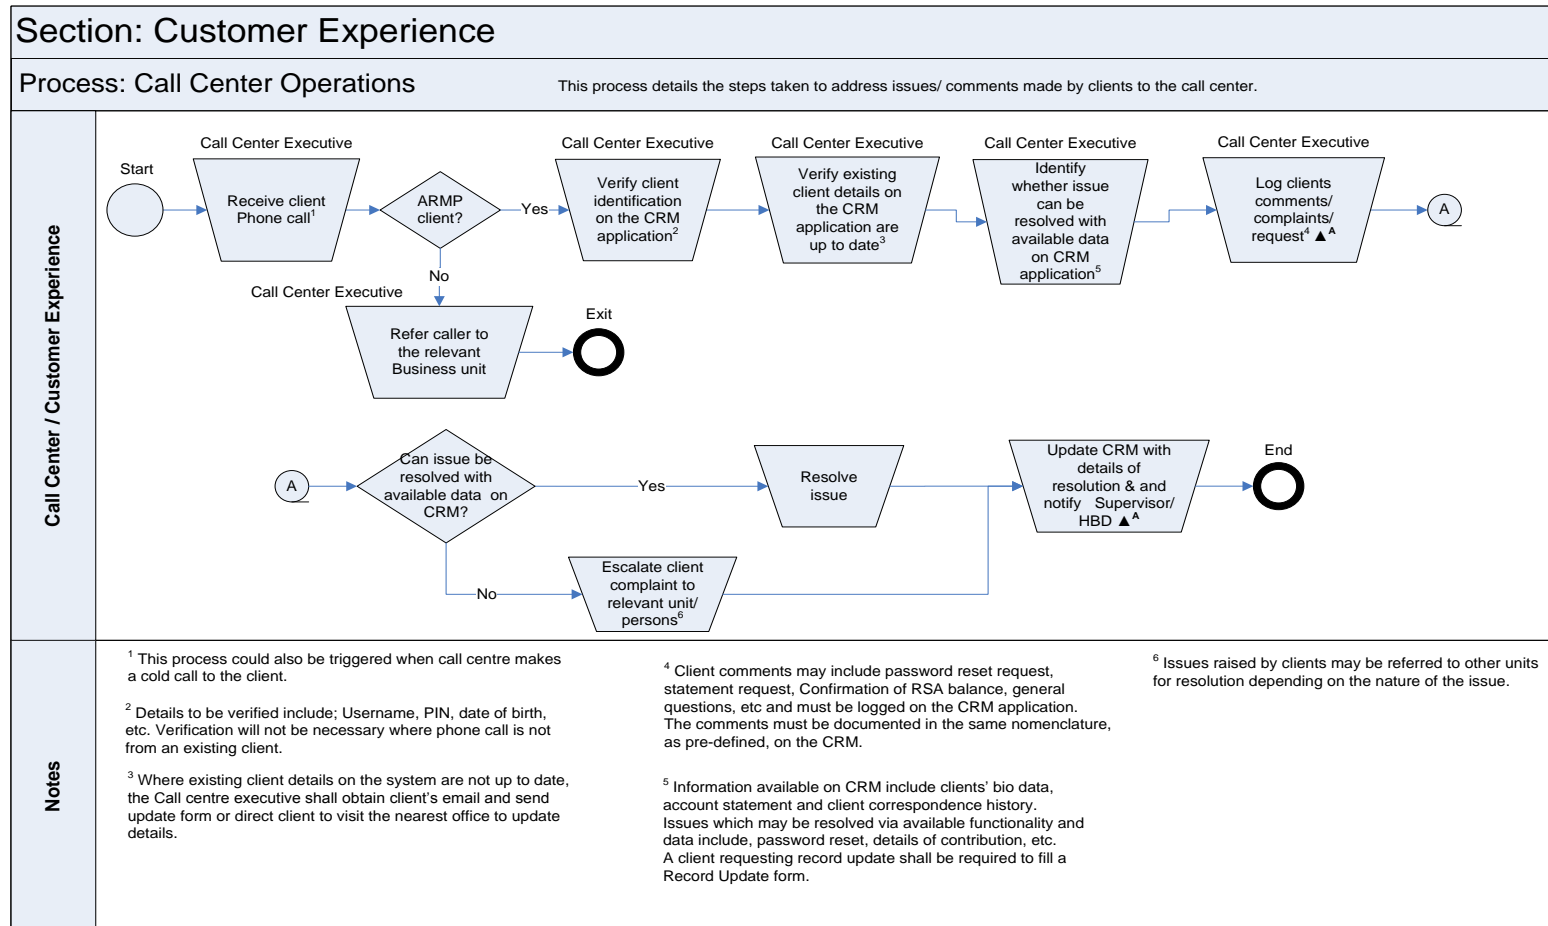 Section: Customer Experience
Process: Call Center Operations
This process details the steps taken to address issues/ comments made by clients to the call center.
Call Center / Customer Experience
Start
Call Center Executive
Receive client
Phone call¹
ARMP
client?
Yes
Call Center Executive
Verify client
identification
on the CRM
application²
Call Center Executive
Verify existing
client details on
the CRM
application are
up to date³
Call Center Executive
Identify
whether issue
can be
resolved with
available data
on CRM
application⁵
Call Center Executive
Log clients
comments/
complaints/
request⁴ ▲ᴬ
A
No
Call Center Executive
Refer caller to
the relevant
Business unit
Exit
A
Can issue be
resolved with
available data  on
CRM?
Yes
Resolve
issue
Update CRM with
details of
resolution & and
notify   Supervisor/
HBD ▲ᴬ
End
No
Escalate client
complaint to
relevant unit/
persons⁶
Notes
¹ This process could also be triggered when call centre makes
a cold call to the client.
² Details to be verified include; Username, PIN, date of birth,
etc. Verification will not be necessary where phone call is not
from an existing client.
³ Where existing client details on the system are not up to date,
the Call centre executive shall obtain client's email and send
update form or direct client to visit the nearest office to update
details.
⁴ Client comments may include password reset request,
statement request, Confirmation of RSA balance, general
questions, etc and must be logged on the CRM application.
The comments must be documented in the same nomenclature,
as pre-defined, on the CRM.
⁵ Information available on CRM include clients' bio data,
account statement and client correspondence history.
Issues which may be resolved via available functionality and
data include, password reset, details of contribution, etc.
A client requesting record update shall be required to fill a
Record Update form.
⁶ Issues raised by clients may be referred to other units
for resolution depending on the nature of the issue.